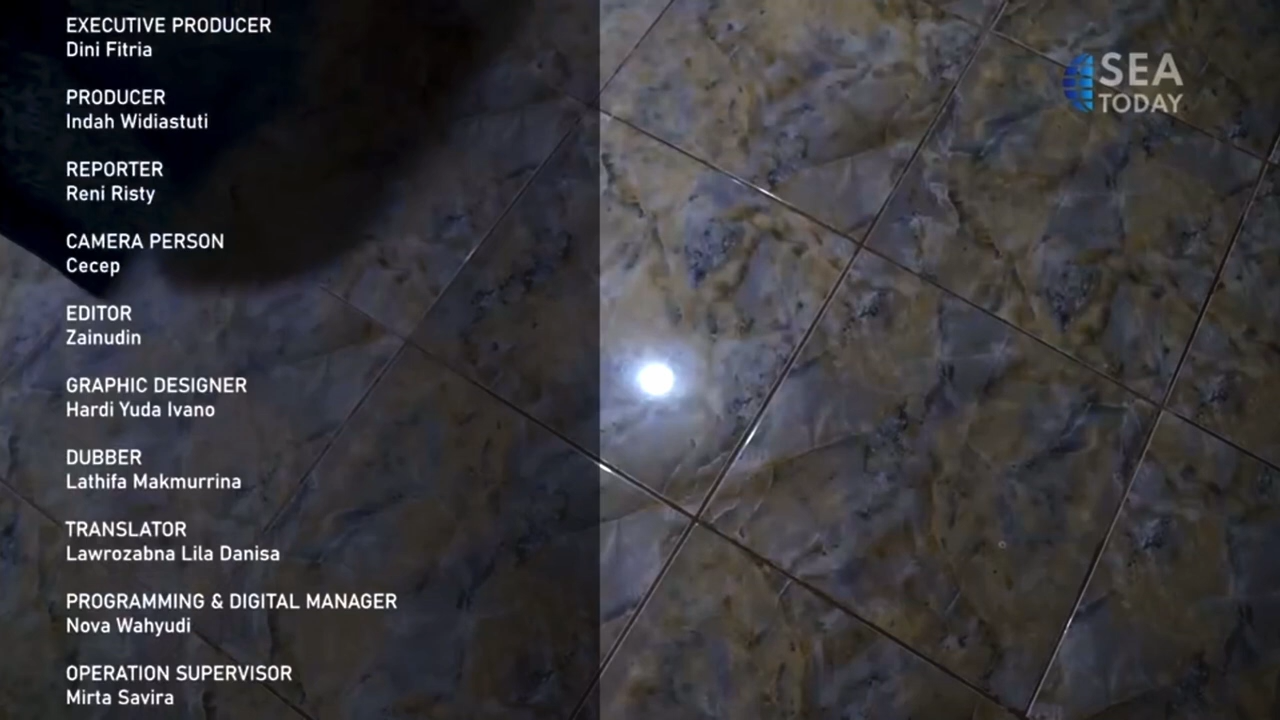 EXECUTIVE PRODUCER
Dini Fitria
PRODUCER
Indah Widiastuti
REPORTER
Reni Risty
CAMERA PERSON
Cecep
EDITOR
Zainudin
GRAPHIC DESIGNER
Hardi Yuda Ivano
DUBBER
Lathifa Makmurrina
TRANSLATOR
Lawrozabna Lila Danisa
PROGRAMMING & DIGITAL MANAGER
Nova Wahyudi
OPERATION SUPERVISOR
Mirta Savira
SEA
TODAY